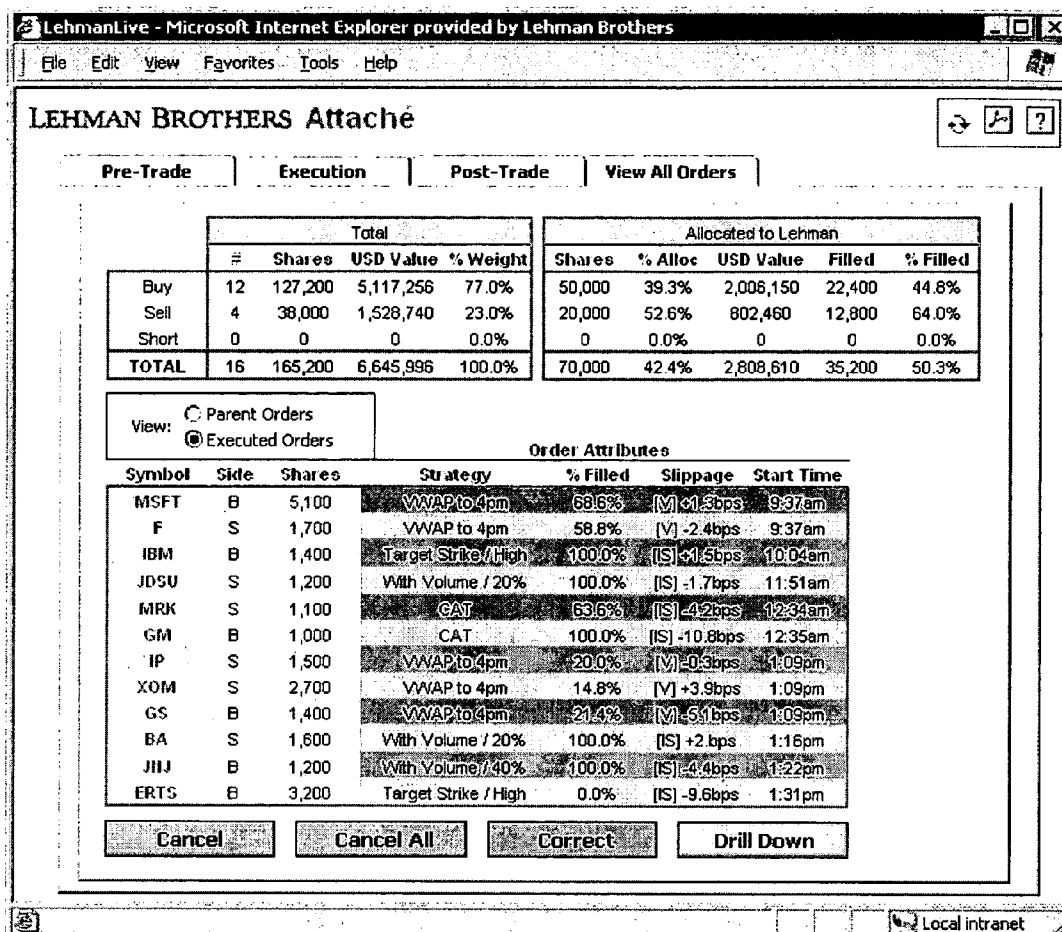 LehmanLive - Microsoft Internet Explorer provided by Lehman Brothers
File Edit View Favorites Tools Help
LEHMAN BROTHERS Attaché
?
Pre-Trade Execution Post-Trade View All Orders
Total Allocated to Lehman
# Shares USD Value % Weight Shares % Alloc USD Value Filled % Filled
Buy 12 127,200 5,117,256 77.0% 50,000 39.3% 2,006,150 22,400 44.8%
Sell 4 38,000 1,528,740 23.0% 20,000 52.6% 802,460 12,800 64.0%
Short 0 0 0 0.0% 0 0.0% 0 0 0.0%
TOTAL 16 165,200 6,645,996 100.0% 70,000 42.4% 2,808,610 35,200 50.3%
View: Parent Orders
Executed Orders
Order Attributes
Symbol Side Shares Strategy % Filled Slippage Start Time
MSFT B 5,100 VWAP to 4pm 68.6% [V] +1.3bps 9:37am
F S 1,700 VWAP to 4pm 58.8% [V] -2.4bps 9:37am
IBM B 1,400 Target Strike / High 100.0% [IS] +1.5bps 10:04am
JDSU S 1,200 With Volume / 20% 100.0% [IS] -1.7bps 11:51am
MRK S 1,100 CAT 63.6% [IS] -4.2bps 12:34am
GM B 1,000 CAT 100.0% [IS] -10.8bps 12:35am
IP S 1,500 VWAP to 4pm 20.0% [V] -0.3bps 1:09pm
XOM S 2,700 VWAP to 4pm 14.8% [V] +3.9bps 1:09pm
GS B 1,400 VWAP to 4pm 21.4% [V] -5.1bps 1:09pm
BA S 1,600 With Volume / 20% 100.0% [IS] +2.bps 1:16pm
B 1,200 With Volume / 40% 100.0% [IS] -4.4bps 1:22pm
ERTS B 3,200 Target Strike / High 0.0% [IS] -9.6bps 1:31pm
Cancel Cancel All Correct Drill Down
Local intranet